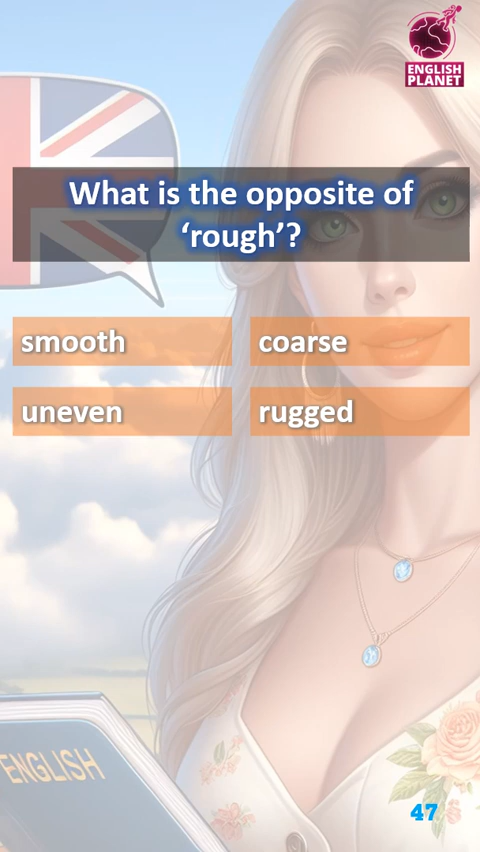 ENGLISH
PLANET
What is the opposite of
‘rough’?
smooth
coarse
uneven
rugged
ENGLISH
47